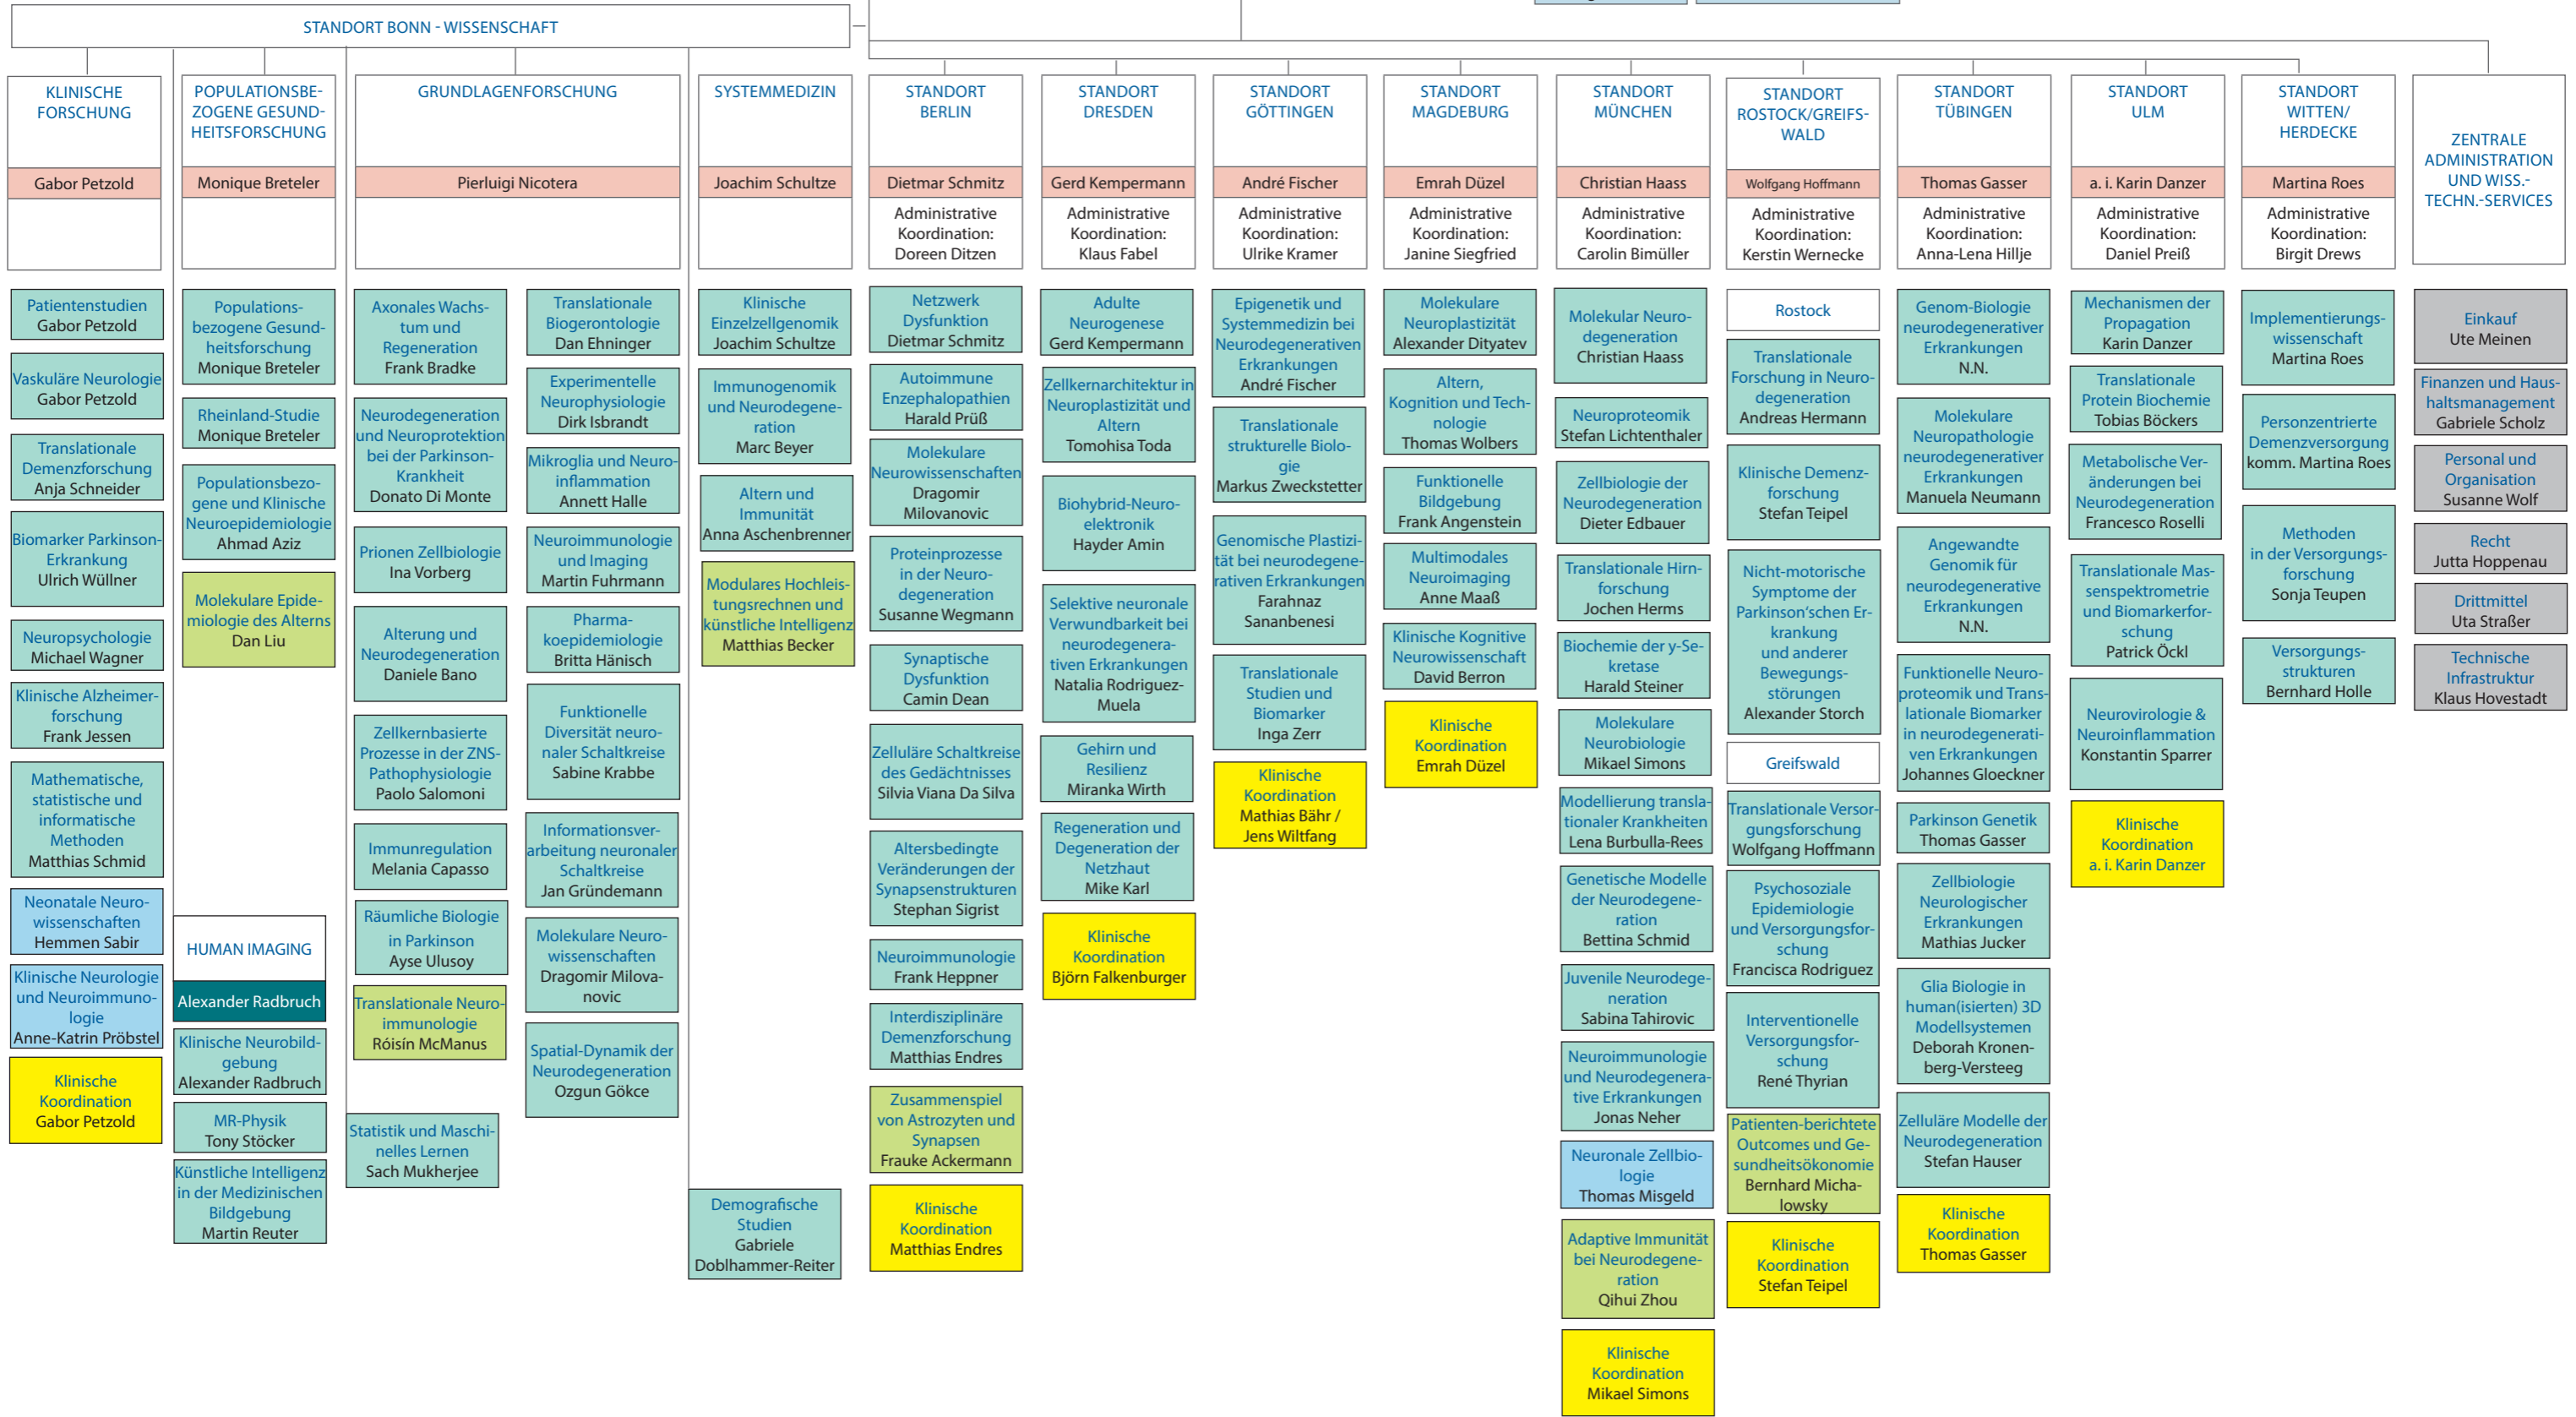 STANDORT BONN - WISSENSCHAFT
KLINISCHE
FORSCHUNG
Gabor Petzold
Patientenstudien
Gabor Petzold
Vaskuläre Neurologie
Gabor Petzold
Translationale
Demenzforschung
Anja Schneider
Biomarker Parkinson-
Erkrankung
Ulrich Wüllner
Neuropsychologie
Michael Wagner
Klinische Alzheimer-
forschung
Frank Jessen
Mathematische,
statistische und
informatische
Methoden
Matthias Schmid
Neonatale Neuro-
wissenschaften
Hemmen Sabir
Klinische Neurologie
und Neuroimmuno-
logie
Anne-Katrin Pröbstel
Klinische
Koordination
Gabor Petzold
POPULATIONSBE-
ZOGENE GESUND-
HEITSFORSCHUNG
Monique Breteler
Populations-
bezogene Gesund-
heitsforschung
Monique Breteler
Rheinland-Studie
Monique Breteler
Populationsbezo-
gene und Klinische
Neuroepidemiologie
Ahmad Aziz
Molekulare Epide-
miologie des Alterns
Dan Liu
HUMAN IMAGING
Alexander Radbruch
Klinische Neurobild-
gebung
Alexander Radbruch
MR-Physik
Tony Stöcker
Künstliche Intelligenz
in der Medizinischen
Bildgebung
Martin Reuter
GRUNDLAGENFORSCHUNG
Pierluigi Nicotera
Axonales Wachs-
tum und
Regeneration
Frank Bradke
Neurodegeneration
und Neuroprotektion
bei der Parkinson-
Krankheit
Donato Di Monte
Prionen Zellbiologie
Ina Vorberg
Alterung und
Neurodegeneration
Daniele Bano
Zellkernbasierte
Prozesse in der ZNS-
Pathophysiologie
Paolo Salomoni
Immunregulation
Melania Capasso
Räumliche Biologie
in Parkinson
Ayse Ulusoy
Translationale Neuro-
immunologie
Róisín McManus
Statistik und Maschi-
nelles Lernen
Sach Mukherjee
Translationale
Biogerontologie
Dan Ehninger
Experimentelle
Neurophysiologie
Dirk Isbrandt
Mikroglia und Neuro-
inflammation
Annett Halle
Neuroimmunologie
und Imaging
Martin Fuhrmann
Pharma-
koepidemiologie
Britta Hänisch
Funktionelle
Diversität neuro-
naler Schaltkreise
Sabine Krabbe
Informationsver-
arbeitung neuronaler
Schaltkreise
Jan Gründemann
Molekulare Neuro-
wissenschaften
Dragomir Milova-
novic
Spatial-Dynamik der
Neurodegeneration
Ozgun Gökce
SYSTEMMEDIZIN
Joachim Schultze
Klinische
Einzelzellgenomik
Joachim Schultze
Immunogenomik
und Neurodegene-
ration
Marc Beyer
Altern und
Immunität
Anna Aschenbrenner
Modulares Hochleis-
tungsrechnen und
künstliche Intelligenz
Matthias Becker
Demografische
Studien
Gabriele
Doblhammer-Reiter
STANDORT
BERLIN
Dietmar Schmitz
Administrative
Koordination:
Doreen Ditzen
Netzwerk
Dysfunktion
Dietmar Schmitz
Autoimmune
Enzephalopathien
Harald Prüß
Molekulare
Neurowissenschaften
Dragomir
Milovanovic
Proteinprozesse
in der Neuro-
degeneration
Susanne Wegmann
Synaptische
Dysfunktion
Camin Dean
Zelluläre Schaltkreise
des Gedächtnisses
Silvia Viana Da Silva
Altersbedingte
Veränderungen der
Synapsenstrukturen
Stephan Sigrist
Neuroimmunologie
Frank Heppner
Interdisziplinäre
Demenzforschung
Matthias Endres
Zusammenspiel
von Astrozyten und
Synapsen
Frauke Ackermann
Klinische
Koordination
Matthias Endres
STANDORT
DRESDEN
Gerd Kempermann
Administrative
Koordination:
Klaus Fabel
Adulte
Neurogenese
Gerd Kempermann
Zellkernarchitektur in
Neuroplastizität und
Altern
Tomohisa Toda
Biohybrid-Neuro-
elektronik
Hayder Amin
Selektive neuronale
Verwundbarkeit bei
neurodegenera-
tiven Erkrankungen
Natalia Rodriguez-
Muela
Gehirn und
Resilienz
Miranka Wirth
Regeneration und
Degeneration der
Netzhaut
Mike Karl
Klinische
Koordination
Björn Falkenburger
STANDORT
GÖTTINGEN
André Fischer
Administrative
Koordination:
Ulrike Kramer
Epigenetik und
Systemmedizin bei
Neurodegenerativen
Erkrankungen
André Fischer
Translationale
strukturelle Biolo-
gie
Markus Zweckstetter
Genomische Plastizi-
tät bei neurodegene-
rativen Erkrankungen
Farahnaz
Sananbenesi
Translationale
Studien und
Biomarker
Inga Zerr
Klinische
Koordination
Mathias Bähr /
Jens Wiltfang
STANDORT
MAGDEBURG
Emrah Düzel
Administrative
Koordination:
Janine Siegfried
Molekulare
Neuroplastizität
Alexander Dityatev
Altern,
Kognition und Tech-
nologie
Thomas Wolbers
Funktionelle
Bildgebung
Frank Angenstein
Multimodales
Neuroimaging
Anne Maaß
Klinische Kognitive
Neurowissenschaft
David Berron
Klinische
Koordination
Emrah Düzel
STANDORT
MÜNCHEN
Christian Haass
Administrative
Koordination:
Carolin Bimüller
Molekular Neuro-
degeneration
Christian Haass
Neuroproteomik
Stefan Lichtenthaler
Zellbiologie der
Neurodegeneration
Dieter Edbauer
Translationale Hirn-
forschung
Jochen Herms
Biochemie der y-Se-
kretase
Harald Steiner
Molekulare
Neurobiologie
Mikael Simons
Modellierung transla-
tionaler Krankheiten
Lena Burbulla-Rees
Genetische Modelle
der Neurodegene-
ration
Bettina Schmid
Juvenile Neurodege-
neration
Sabina Tahirovic
Neuroimmunologie
und Neurodegenera-
tive Erkrankungen
Jonas Neher
Neuronale Zellbio-
logie
Thomas Misgeld
Adaptive Immunität
bei Neurodegene-
ration
Qihui Zhou
Klinische
Koordination
Mikael Simons
STANDORT
ROSTOCK/GREIFS-
WALD
Wolfgang Hoffmann
Administrative
Koordination:
Kerstin Wernecke
Rostock
Translationale
Forschung in Neuro-
degeneration
Andreas Hermann
Klinische Demenz-
forschung
Stefan Teipel
Nicht-motorische
Symptome der
Parkinson'schen Er-
krankung
und anderer
Bewegungs-
störungen
Alexander Storch
Greifswald
Translationale Versor-
gungsforschung
Wolfgang Hoffmann
Psychosoziale
Epidemiologie
und Versorgungsfor-
schung
Francisca Rodriguez
Interventionelle
Versorgungsfor-
schung
René Thyrian
Patienten-berichtete
Outcomes und Ge-
sundheitsökonomie
Bernhard Micha-
lowsky
Klinische
Koordination
Stefan Teipel
STANDORT
TÜBINGEN
Thomas Gasser
Administrative
Koordination:
Anna-Lena Hillje
Genom-Biologie
neurodegenerativer
Erkrankungen
N.N.
Molekulare
Neuropathologie
neurodegenerativer
Erkrankungen
Manuela Neumann
Angewandte
Genomik für
neurodegenerative
Erkrankungen
N.N.
Funktionelle Neuro-
proteomik und Trans-
lationale Biomarker
in neurodegenerati-
ven Erkrankungen
Johannes Gloeckner
Parkinson Genetik
Thomas Gasser
Zellbiologie
Neurologischer
Erkrankungen
Mathias Jucker
Glia Biologie in
human(isierten) 3D
Modellsystemen
Deborah Kronen-
berg-Versteeg
Zelluläre Modelle der
Neurodegeneration
Stefan Hauser
Klinische
Koordination
Thomas Gasser
STANDORT
ULM
a. i. Karin Danzer
Administrative
Koordination:
Daniel Preiß
Mechanismen der
Propagation
Karin Danzer
Translationale
Protein Biochemie
Tobias Böckers
Metabolische Ver-
änderungen bei
Neurodegeneration
Francesco Roselli
Translationale Mas-
senspektrometrie
und Biomarkerfor-
schung
Patrick Öckl
Neurovirologie &
Neuroinflammation
Konstantin Sparrer
Klinische
Koordination
a. i. Karin Danzer
STANDORT
WITTEN/
HERDECKE
Martina Roes
Administrative
Koordination:
Birgit Drews
Implementierungs-
wissenschaft
Martina Roes
Personzentrierte
Demenzversorgung
komm. Martina Roes
Methoden
in der Versorgungs-
forschung
Sonja Teupen
Versorgungs-
strukturen
Bernhard Holle
ZENTRALE
ADMINISTRATION
UND WISS.-
TECHN.-SERVICES
Einkauf
Ute Meinen
Finanzen und Haus-
haltsmanagement
Gabriele Scholz
Personal und
Organisation
Susanne Wolf
Recht
Jutta Hoppenau
Drittmittel
Uta Straßer
Technische
Infrastruktur
Klaus Hovestadt